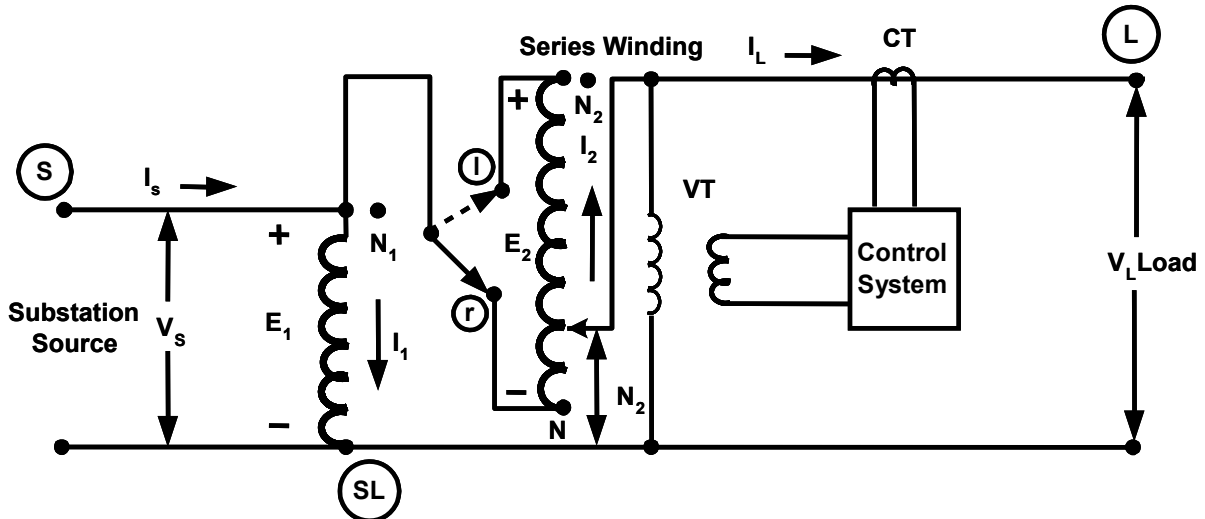 Series Winding
I_L
CT
L
S
I_s
+
N_2
I_2
l
VT
+
N_1
E_2
Control
System
V_L Load
Substation
Source
V_S
E_1
I_1
r
−
−
N
N_2
SL